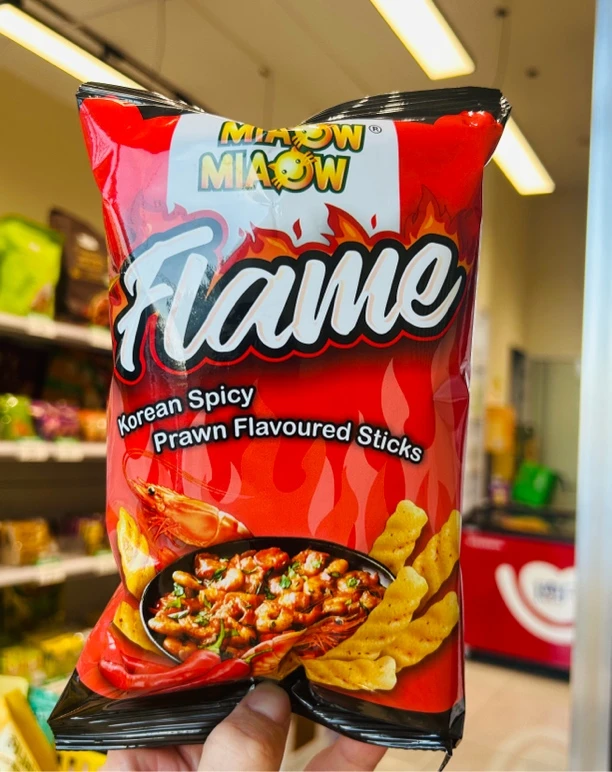 MIAOW ®
MIAOW
Flame
Korean Spicy
Prawn Flavoured Sticks